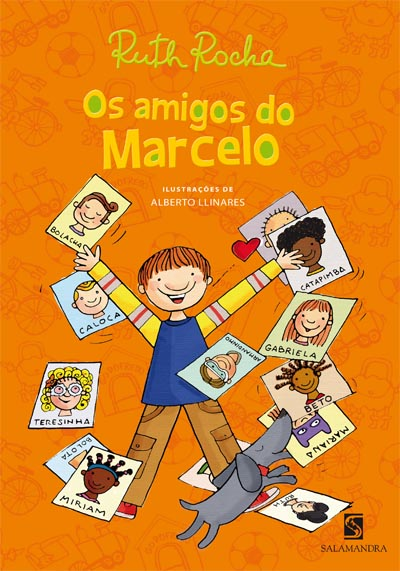 Ruth Rocha
Os amigos do
Marcelo
ILUSTRAÇÕES DE
ALBERTO LLINARES
BOLACHA
CATAPIMBA
CALOCA
GABRIELA
TERESINHA
BETO
MARIANA
BOLOTA
MIRIAM
RUTH
SALAMANDRA